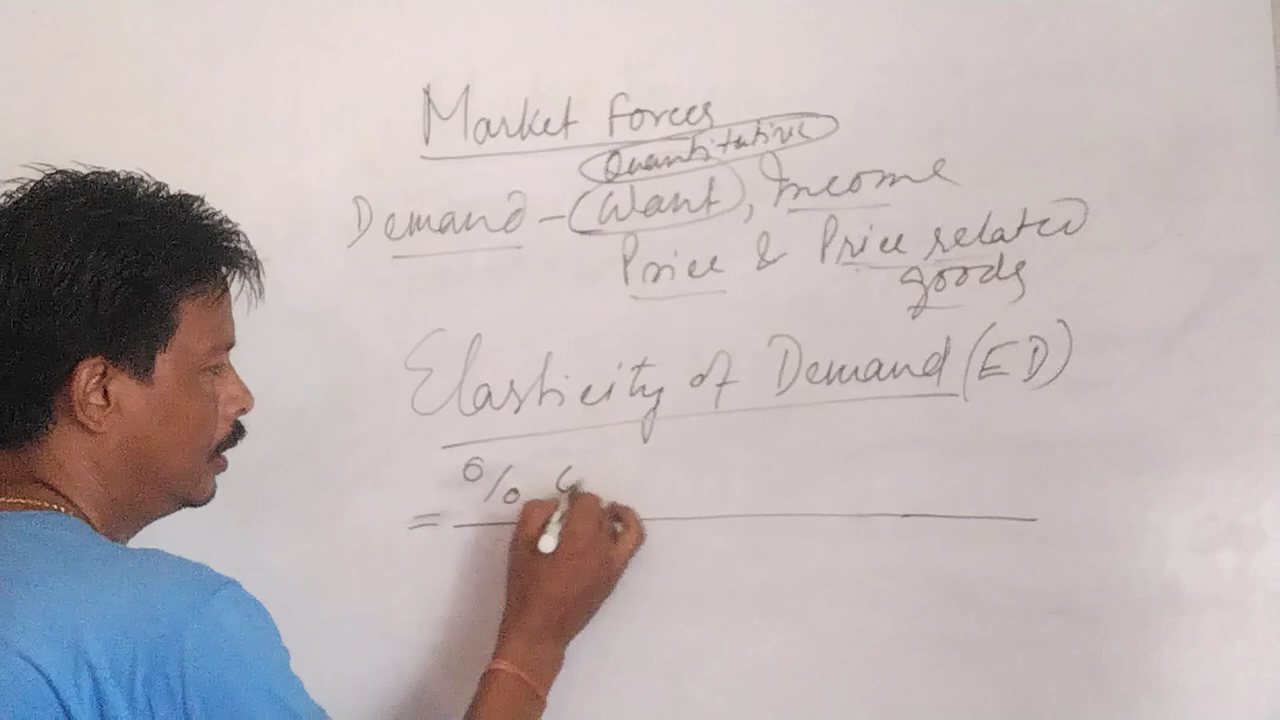 Market Forces
Quantitative
Demand - Want, Income
Price & Price related
goods
Elasticity of Demand (ED)
= % c